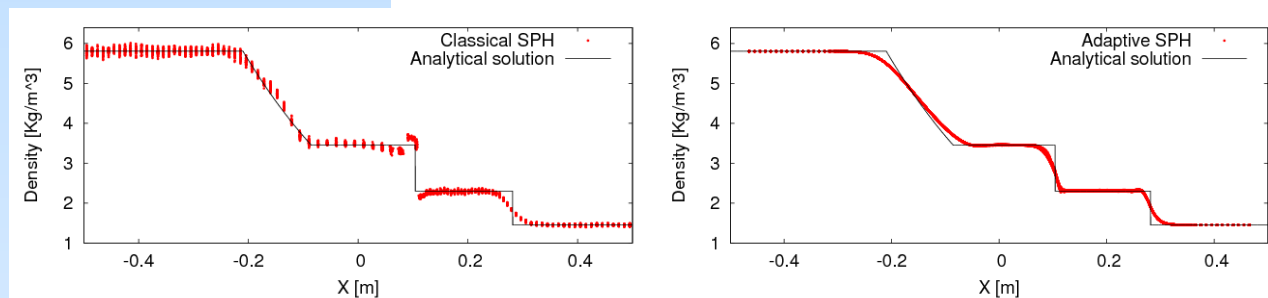 Classical SPH
Analytical solution
Density [Kg/m^3]
6
5
4
3
2
1
-0.4
-0.2
0
0.2
0.4
X [m]
Adaptive SPH
Analytical solution
Density [Kg/m^3]
6
5
4
3
2
1
-0.4
-0.2
0
0.2
0.4
X [m]